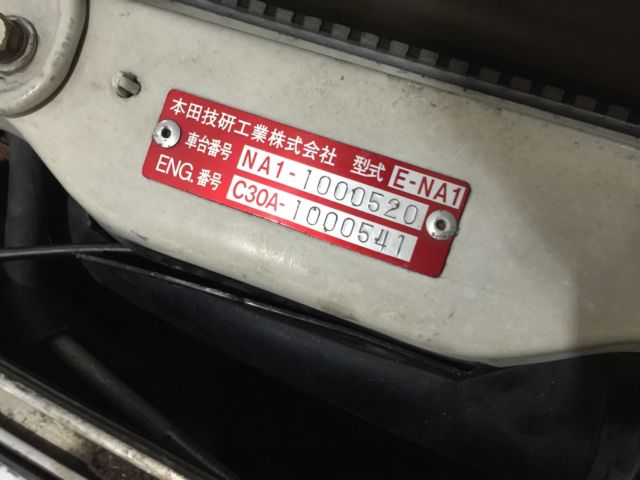 本田技研工業株式会社 型式 E-NA1
車台番号 NA1-1000520
ENG. 番号 C30A-1000541